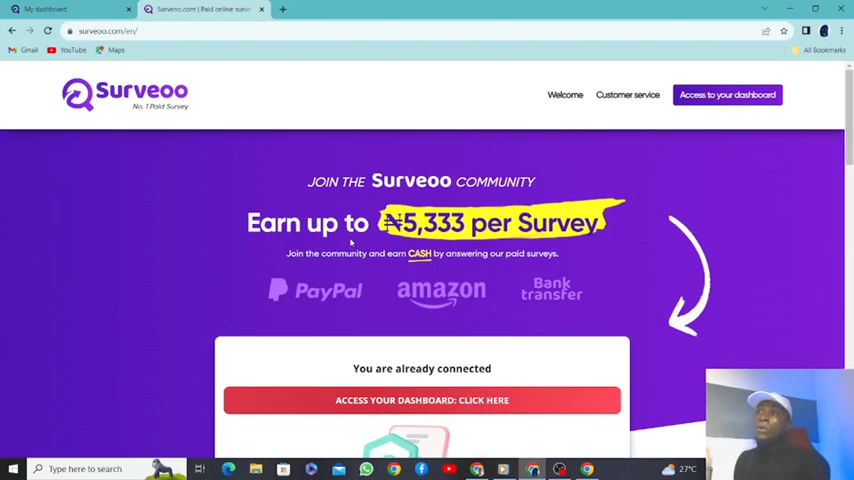 My dashboard
Surveoo.com | Paid online surve
surveoo.com/en/
Gmail
YouTube
Maps
All Bookmarks
Surveoo
No. 1 Paid Survey
Welcome
Customer service
Access to your dashboard
JOIN THE Surveoo COMMUNITY
Earn up to ₦5,333 per Survey
Join the community and earn CASH by answering our paid surveys.
PayPal
amazon
Bank
transfer
You are already connected
ACCESS YOUR DASHBOARD: CLICK HERE
Type here to search
27°C